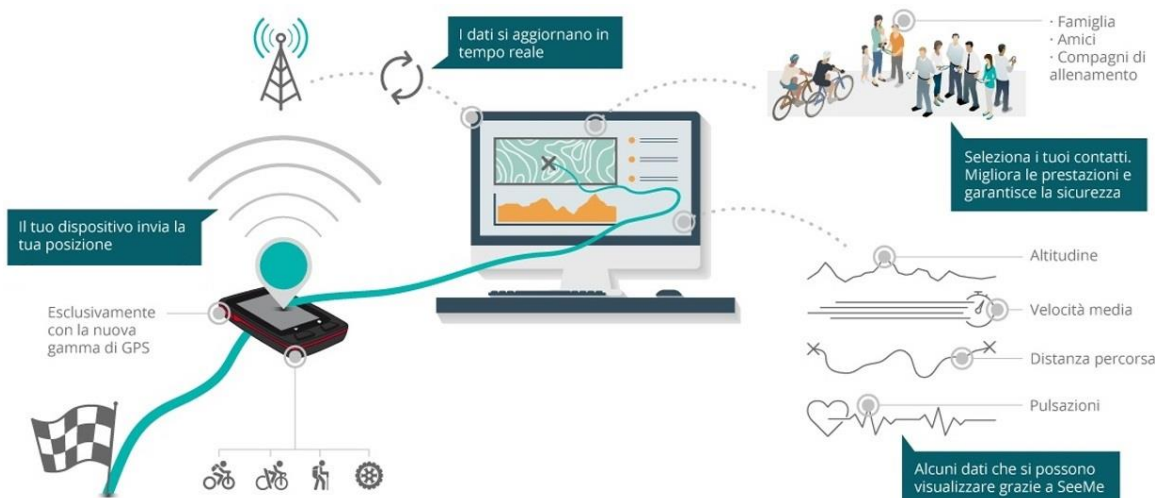 I dati si aggiornano in
tempo reale
· Famiglia
· Amici
· Compagni di
allenamento
Seleziona i tuoi contatti.
Migliora le prestazioni e
garantisce la sicurezza
Il tuo dispositivo invia la
tua posizione
Esclusivamente
con la nuova
gamma di GPS
Altitudine
Velocità media
Distanza percorsa
Pulsazioni
Alcuni dati che si possono
visualizzare grazie a SeeMe